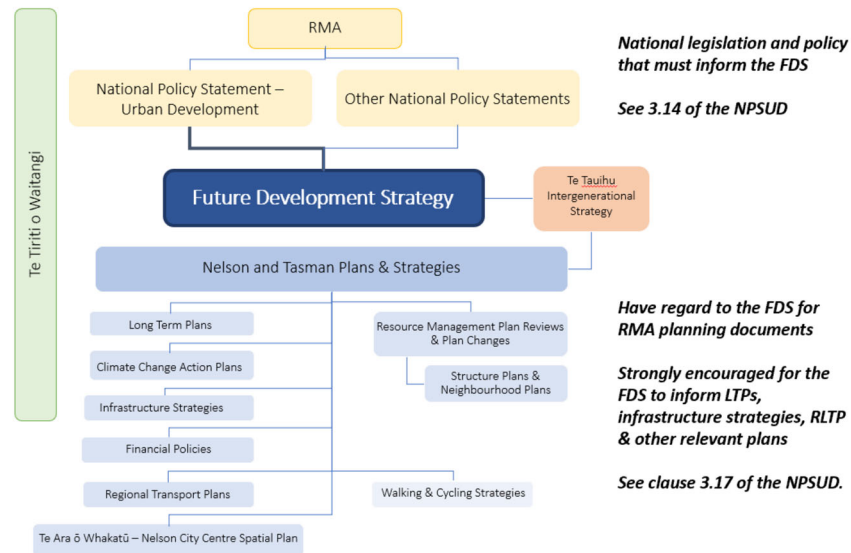 RMA
National Policy Statement –
Urban Development
Other National Policy Statements
National legislation and policy
that must inform the FDS
See 3.14 of the NPSUD
Te Tiriti o Waitangi
Future Development Strategy
Te Tauihu
Intergenerational
Strategy
Nelson and Tasman Plans & Strategies
Long Term Plans
Climate Change Action Plans
Infrastructure Strategies
Financial Policies
Regional Transport Plans
Te Ara ō Whakatū – Nelson City Centre Spatial Plan
Resource Management Plan Reviews
& Plan Changes
Structure Plans &
Neighbourhood Plans
Walking & Cycling Strategies
Have regard to the FDS for
RMA planning documents
Strongly encouraged for the
FDS to inform LTPs,
infrastructure strategies, RLTP
& other relevant plans
See clause 3.17 of the NPSUD.